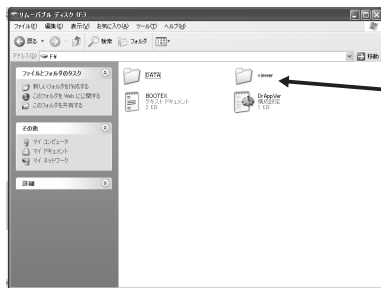 リムーバブル ディスク (F:)
ファイル(F) 編集(E) 表示(V) お気に入り(A) ツール(T) ヘルプ(H)
戻る 検索 フォルダ
アドレス(D) F:¥ 移動
ファイルとフォルダのタスク
新しいフォルダを作成する
このフォルダを Web に公開する
このフォルダを共有する
その他
マイ コンピュータ
マイ ドキュメント
マイ ネットワーク
詳細
DATA
viewer
BOOTEX
テキスト ドキュメント
2 KB
DrAppVer
構成設定
1 KB